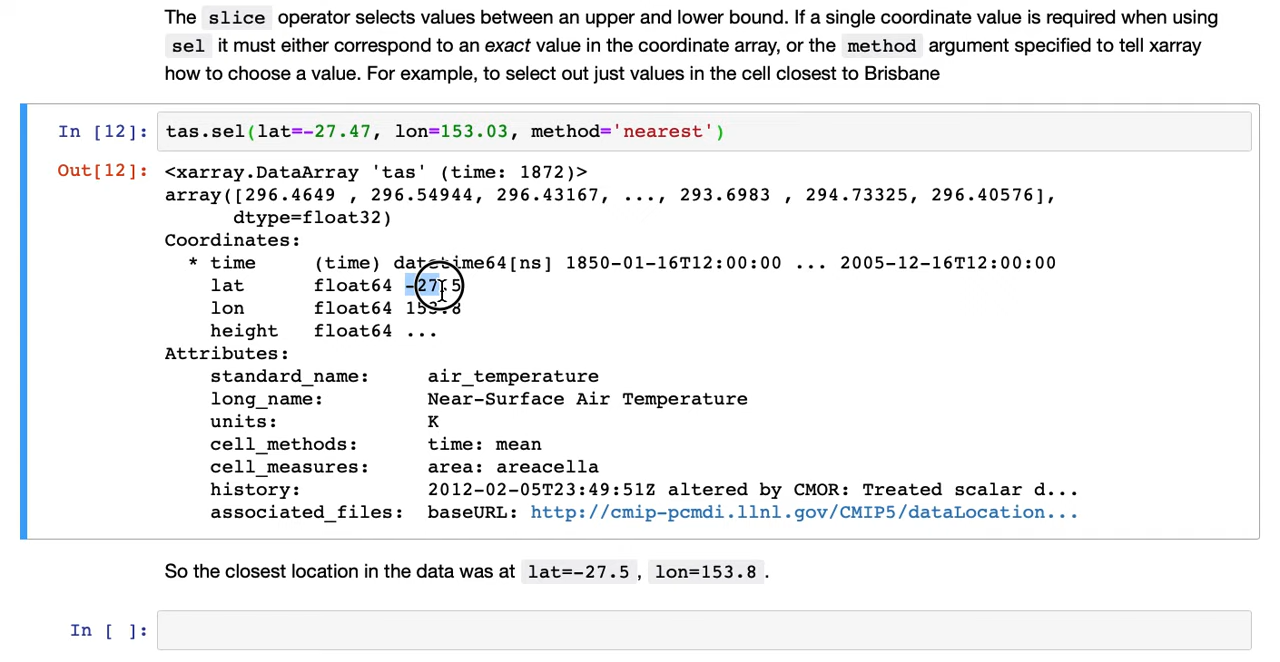 The slice operator selects values between an upper and lower bound. If a single coordinate value is required when using
sel it must either correspond to an exact value in the coordinate array, or the method argument specified to tell xarray
how to choose a value. For example, to select out just values in the cell closest to Brisbane
In [12]: tas.sel(lat=-27.47, lon=153.03, method='nearest')
Out[12]: <xarray.DataArray 'tas' (time: 1872)>
array([296.4649 , 296.54944, 296.43167, ..., 293.6983 , 294.73325, 296.40576],
dtype=float32)
Coordinates:
* time (time) datetime64[ns] 1850-01-16T12:00:00 ... 2005-12-16T12:00:00
lat float64 -27.5
lon float64 153.8
height float64 ...
Attributes:
standard_name: air_temperature
long_name: Near-Surface Air Temperature
units: K
cell_methods: time: mean
cell_measures: area: areacella
history: 2012-02-05T23:49:51Z altered by CMOR: Treated scalar d...
associated_files: baseURL: http://cmip-pcmdi.llnl.gov/CMIP5/dataLocation...
So the closest location in the data was at lat=-27.5 , lon=153.8 .
In [ ]: